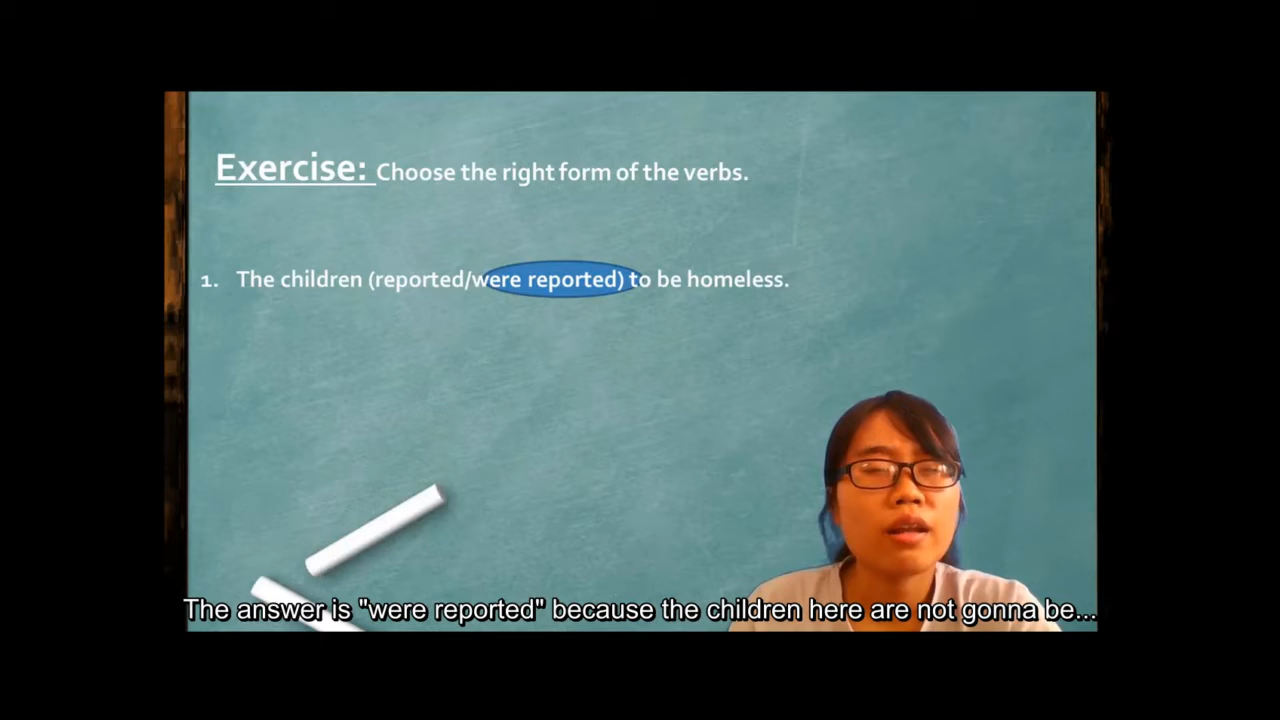 Exercise: Choose the right form of the verbs.
1. The children (reported/were reported) to be homeless.
The answer is "were reported" because the children here are not gonna be...